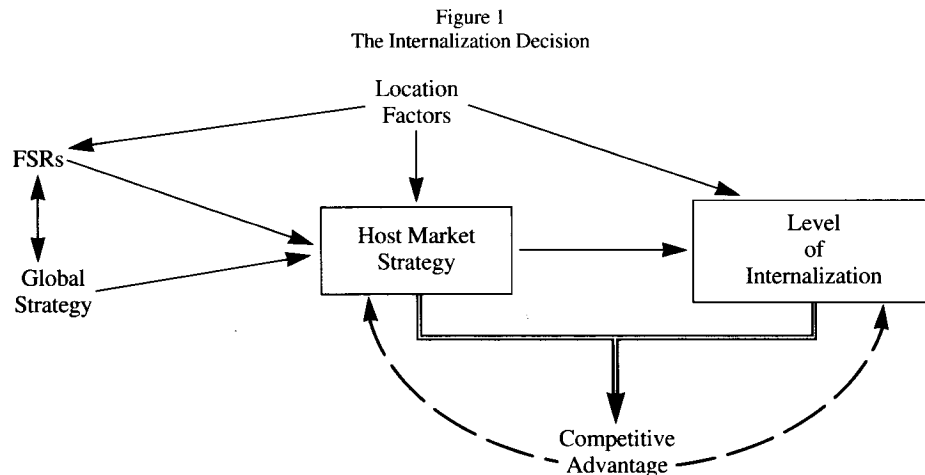 Figure 1
The Internalization Decision
Location
Factors
FSRs
Host Market
Strategy
Level
of
Internalization
Global
Strategy
Competitive
Advantage